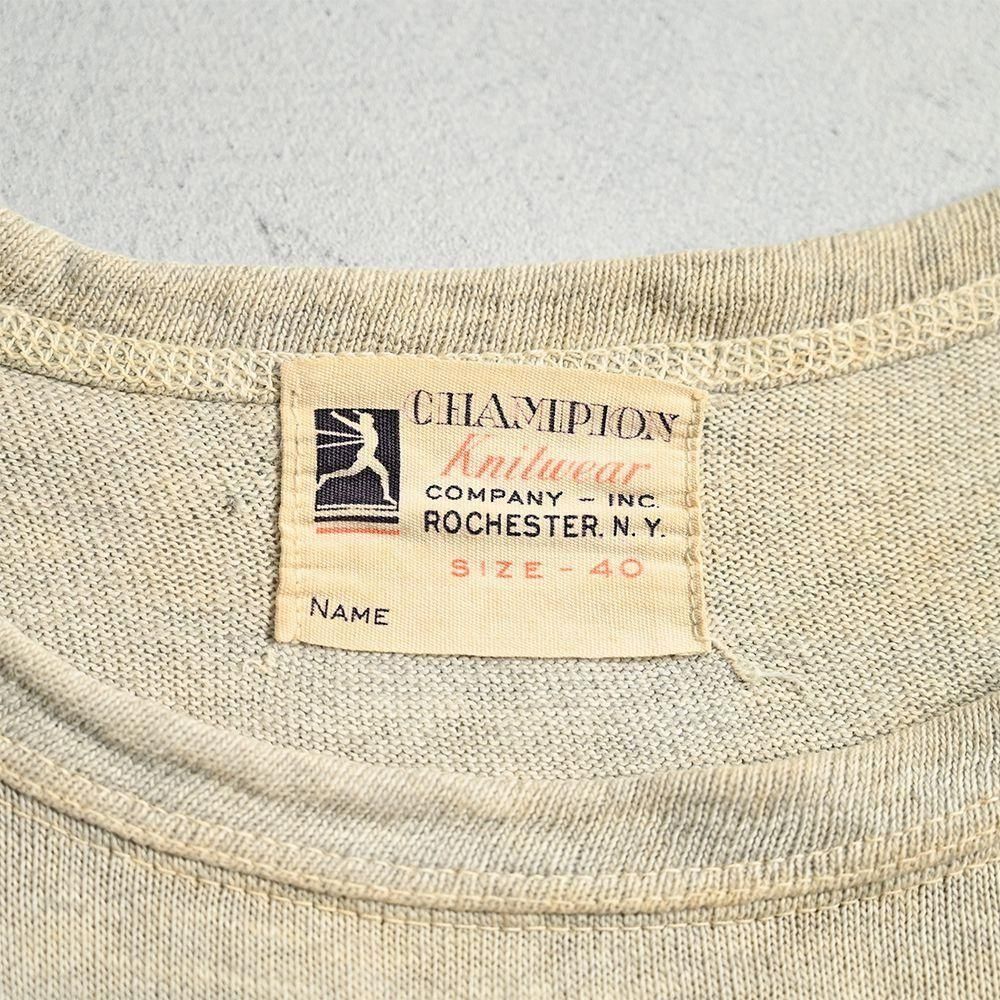 CHAMPION
Knitwear
COMPANY – INC.
ROCHESTER. N. Y.
SIZE – 40
NAME